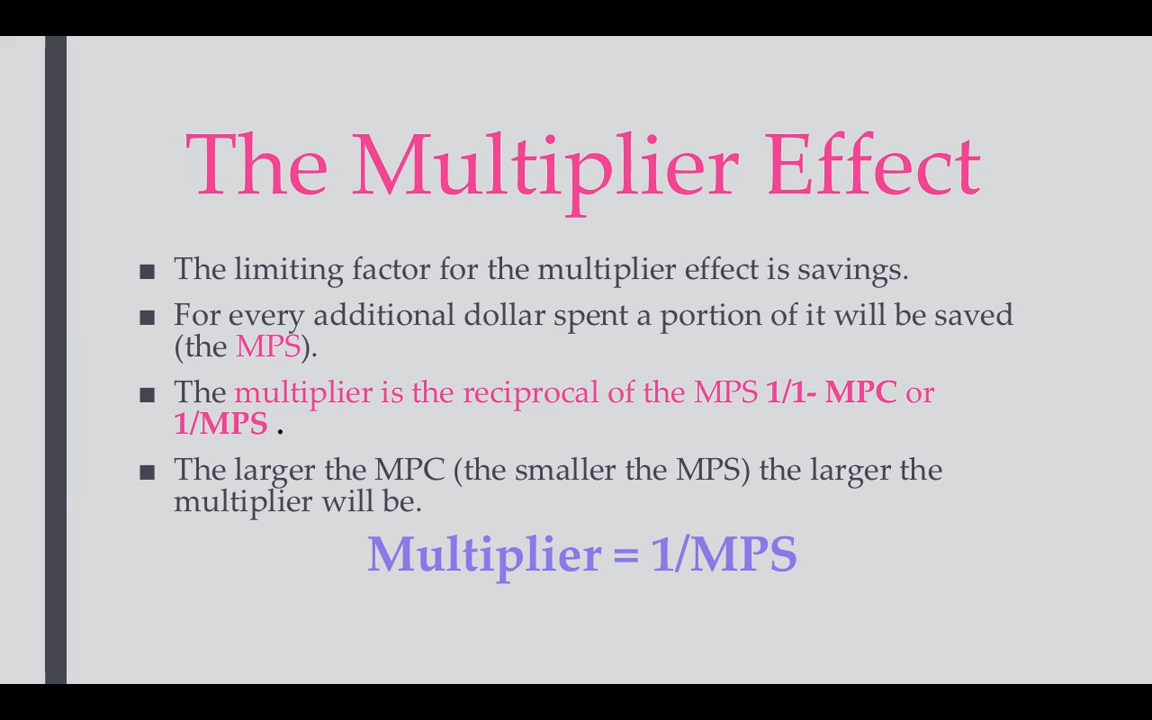 The Multiplier Effect
■ The limiting factor for the multiplier effect is savings.
■ For every additional dollar spent a portion of it will be saved
(the MPS).
■ The multiplier is the reciprocal of the MPS 1/1- MPC or
1/MPS .
■ The larger the MPC (the smaller the MPS) the larger the
multiplier will be.
Multiplier = 1/MPS